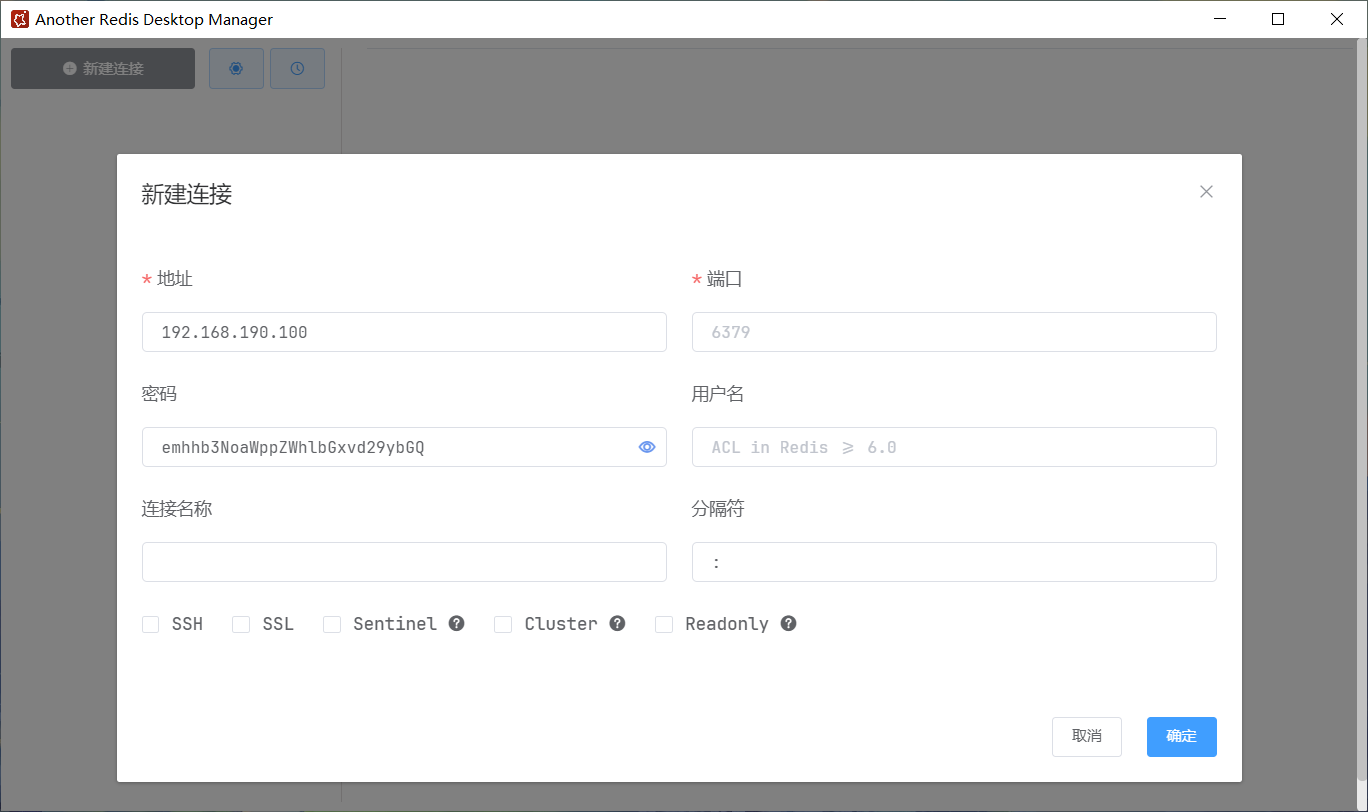 Another Redis Desktop Manager
新建连接
新建连接
* 地址
* 端口
192.168.190.100
6379
密码
用户名
emhhb3NoaWppZWhlbGxvd29ybGQ
ACL in Redis ≥ 6.0
连接名称
分隔符
:
SSH SSL Sentinel ? Cluster ? Readonly ?
取消 确定